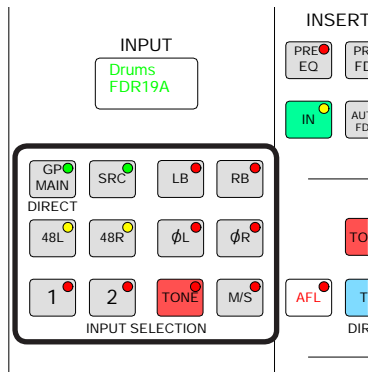 INSERT
INPUT
Drums
FDR19A
PRE
EQ
IN
GP
MAIN
SRC
LB
RB
DIRECT
48L
48R
ϕL
ϕR
1
2
TONE
M/S
AFL
INPUT SELECTION